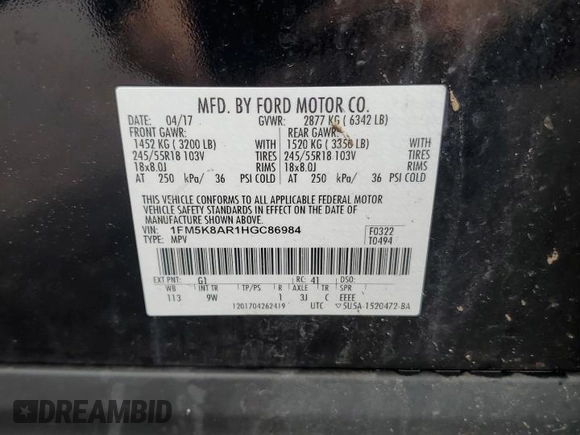 MFD. BY FORD MOTOR CO.
DATE: 04/17 GVWR: 2877 KG ( 6342 LB)
FRONT GAWR: REAR GAWR:
1452 KG ( 3200 LB) 1520 KG ( 3350 LB)
245/55R18 103V TIRES 245/55R18 103V TIRES
18x8.0J RIMS 18x8.0J RIMS
AT 250 kPa/ 36 PSI COLD AT 250 kPa/ 36 PSI COLD
THIS VEHICLE CONFORMS TO ALL APPLICABLE FEDERAL MOTOR
VEHICLE SAFETY STANDARDS IN EFFECT ON THE DATE OF
MANUFACTURE SHOWN ABOVE.
VIN: 1FM5K8AR1HGC86984 F0322
TYPE: MPV T0494
EXT PNT: G1 RC: 41 DSO:
WB INT TR TP/PS R AXLE TR SPR
113 9W 1 3J C EEEE
1201704262419 UTC ▽ 5U5A-1520472-BA
DREAMBID